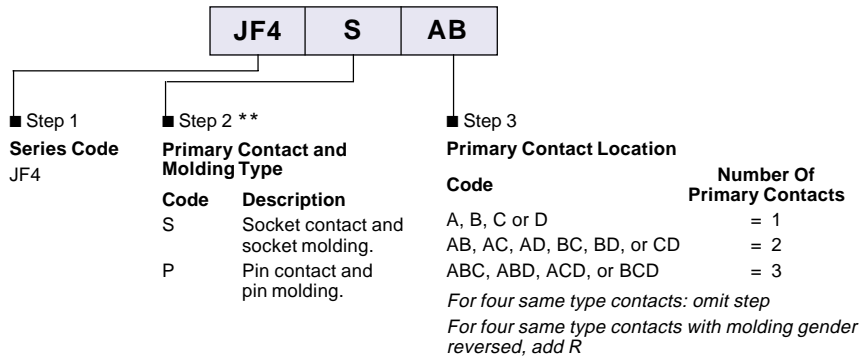 JF4 S AB
■ Step 1
Series Code
JF4
■ Step 2 **
Primary Contact and
Molding Type
Code Description
S Socket contact and
socket molding.
P Pin contact and
pin molding.
■ Step 3
Primary Contact Location
Code Number Of
Primary Contacts
A, B, C or D = 1
AB, AC, AD, BC, BD, or CD = 2
ABC, ABD, ACD, or BCD = 3
For four same type contacts: omit step
For four same type contacts with molding gender
reversed, add R